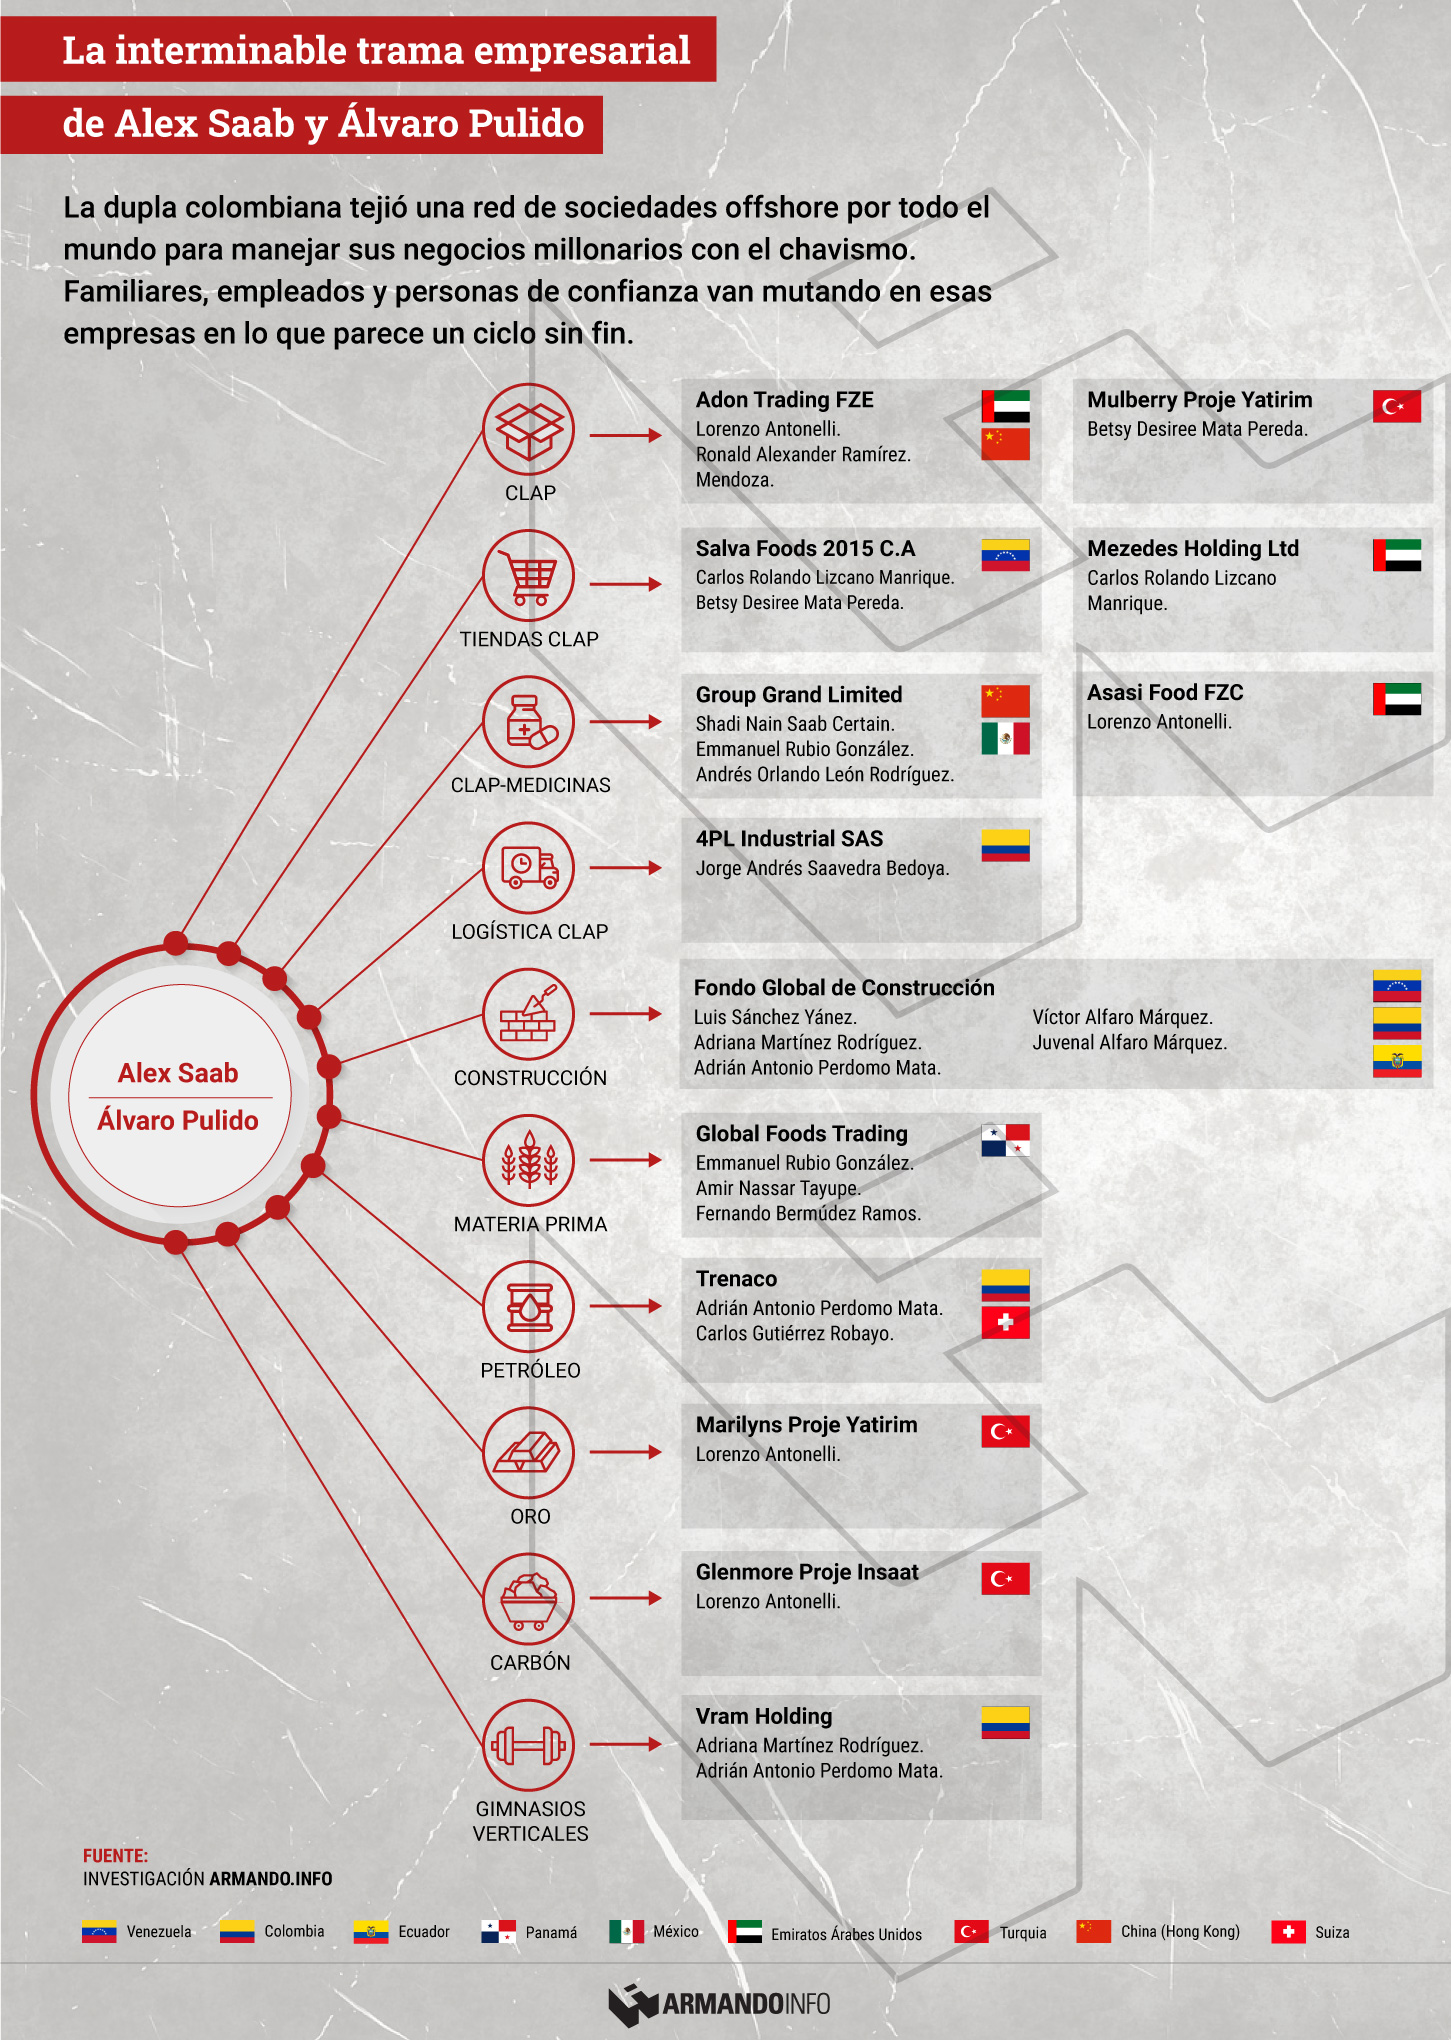 La interminable trama empresarial
de Alex Saab y Álvaro Pulido
La dupla colombiana tejió una red de sociedades offshore por todo el
mundo para manejar sus negocios millonarios con el chavismo.
Familiares, empleados y personas de confianza van mutando en esas
empresas en lo que parece un ciclo sin fin.
Alex Saab
Álvaro Pulido
CLAP
Adon Trading FZE
Lorenzo Antonelli.
Ronald Alexander Ramírez.
Mendoza.
Mulberry Proje Yatirim
Betsy Desiree Mata Pereda.
TIENDAS CLAP
Salva Foods 2015 C.A
Carlos Rolando Lizcano Manrique.
Betsy Desiree Mata Pereda.
Mezedes Holding Ltd
Carlos Rolando Lizcano
Manrique.
CLAP-MEDICINAS
Group Grand Limited
Shadi Nain Saab Certain.
Emmanuel Rubio González.
Andrés Orlando León Rodríguez.
Asasi Food FZC
Lorenzo Antonelli.
LOGÍSTICA CLAP
4PL Industrial SAS
Jorge Andrés Saavedra Bedoya.
CONSTRUCCIÓN
Fondo Global de Construcción
Luis Sánchez Yánez.
Adriana Martínez Rodríguez.
Adrián Antonio Perdomo Mata.
Víctor Alfaro Márquez.
Juvenal Alfaro Márquez.
MATERIA PRIMA
Global Foods Trading
Emmanuel Rubio González.
Amir Nassar Tayupe.
Fernando Bermúdez Ramos.
PETRÓLEO
Trenaco
Adrián Antonio Perdomo Mata.
Carlos Gutiérrez Robayo.
ORO
Marilyns Proje Yatirim
Lorenzo Antonelli.
CARBÓN
Glenmore Proje Insaat
Lorenzo Antonelli.
GIMNASIOS
VERTICALES
Vram Holding
Adriana Martínez Rodríguez.
Adrián Antonio Perdomo Mata.
FUENTE:
INVESTIGACIÓN ARMANDO.INFO
Venezuela
Colombia
Ecuador
Panamá
México
Emiratos Árabes Unidos
Turquia
China (Hong Kong)
Suiza
ARMANDOINFO